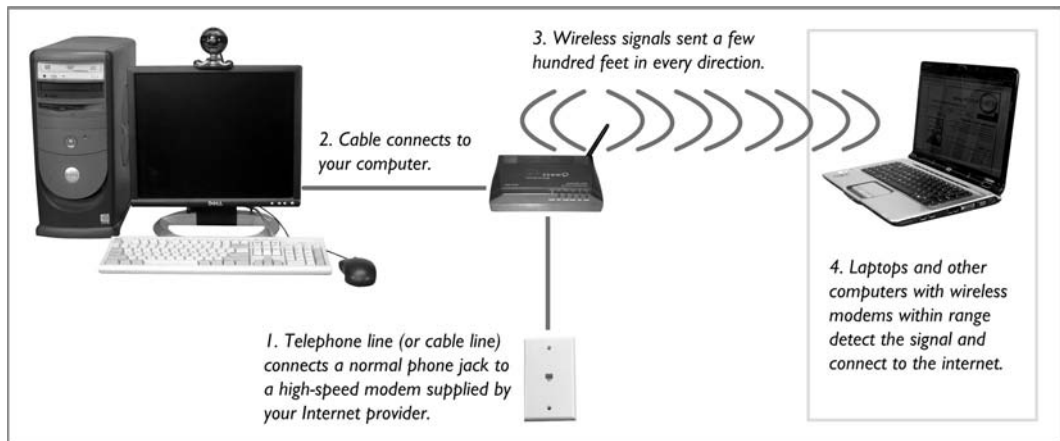 3. Wireless signals sent a few
hundred feet in every direction.
2. Cable connects to
your computer.
DELL
1. Telephone line (or cable line)
connects a normal phone jack to
a high-speed modem supplied by
your Internet provider.
4. Laptops and other
computers with wireless
modems within range
detect the signal and
connect to the internet.